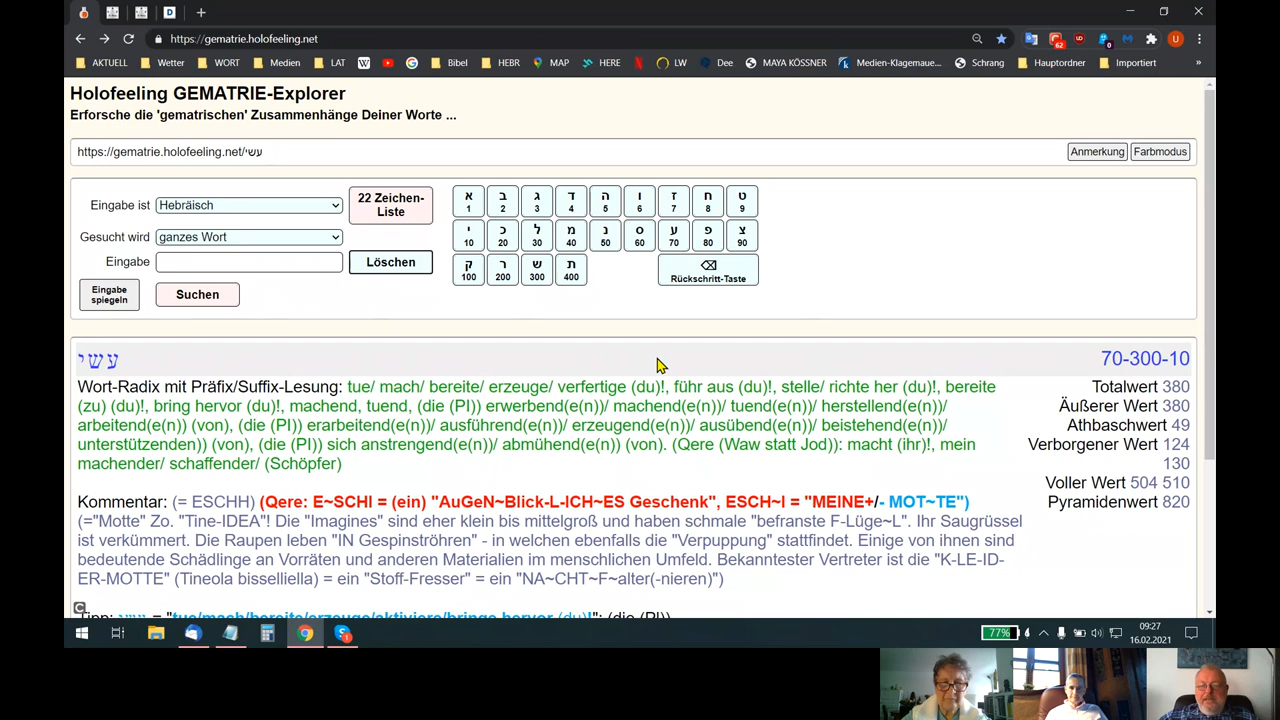 https://gematrie.holofeeling.net
AKTUELL Wetter WORT Medien LAT Bibel HEBR MAP HERE LW Dee MAYA KÖSSNER Medien-Klagemaue... Schrang Hauptordner Importiert »
Holofeeling GEMATRIE-Explorer
Erforsche die 'gematrischen' Zusammenhänge Deiner Worte ...
https://gematrie.holofeeling.net/עשי Anmerkung Farbmodus
Eingabe ist Hebräisch 22 Zeichen-Liste
Gesucht wird ganzes Wort
Eingabe Löschen
Eingabe spiegeln Suchen
א ב ג ד ה ו ז ח ט
1 2 3 4 5 6 7 8 9
י כ ל מ נ ס ע פ צ
10 20 30 40 50 60 70 80 90
ק ר ש ת ⌫
100 200 300 400 Rückschritt-Taste
עשי 70-300-10
Wort-Radix mit Präfix/Suffix-Lesung: tue/ mach/ bereite/ erzeuge/ verfertige (du)!, führ aus (du)!, stelle/ richte her (du)!, bereite
(zu) (du)!, bring hervor (du)!, machend, tuend, (die (Pl)) erwerbend(e(n))/ machend(e(n))/ tuend(e(n))/ herstellend(e(n))/
arbeitend(e(n)) (von), (die (Pl)) erarbeitend(e(n))/ ausführend(e(n))/ erzeugend(e(n))/ ausübend(e(n))/ beistehend(e(n))/
unterstützenden)) (von), (die (Pl)) sich anstrengend(e(n))/ abmühend(e(n)) (von). (Qere (Waw statt Jod)): macht (ihr)!, mein
machender/ schaffender/ (Schöpfer)
Totalwert 380
Äußerer Wert 380
Athbaschwert 49
Verborgener Wert 124
130
Voller Wert 504 510
Pyramidenwert 820
Kommentar: (= ESCHH) (Qere: E~SCHI = (ein) "AuGeN~Blick-L-ICH~ES Geschenk", ESCH~I = "MEINE+/- MOT~TE")
(="Motte" Zo. "Tine-IDEA"! Die "Imagines" sind eher klein bis mittelgroß und haben schmale "befranste F-Lüge~L". Ihr Saugrüssel
ist verkümmert. Die Raupen leben "IN Gespinströhren" - in welchen ebenfalls die "Verpuppung" stattfindet. Einige von ihnen sind
bedeutende Schädlinge an Vorräten und anderen Materialien im menschlichen Umfeld. Bekanntester Vertreter ist die "K-LE-ID-
ER-MOTTE" (Tineola bisselliella) = ein "Stoff-Fresser" = ein "NA~CHT~F~alter(-nieren)")
Tipp: עשי = "tue/mach/bereite/erzeuge/aktiviere/bringe hervor (du)!"; (die (Pl))
77% 09:27
16.02.2021